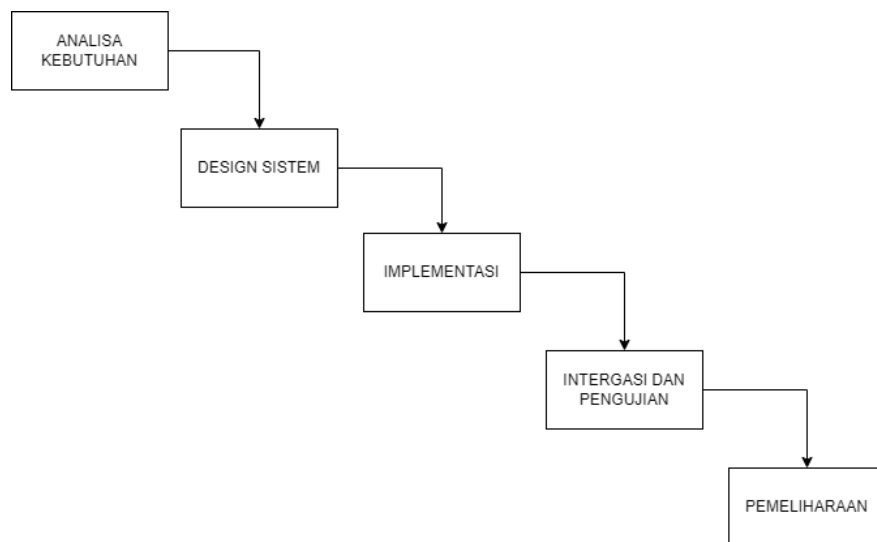 ANALISA
KEBUTUHAN
DESIGN SISTEM
IMPLEMENTASI
INTERGASI DAN
PENGUJIAN
PEMELIHARAAN